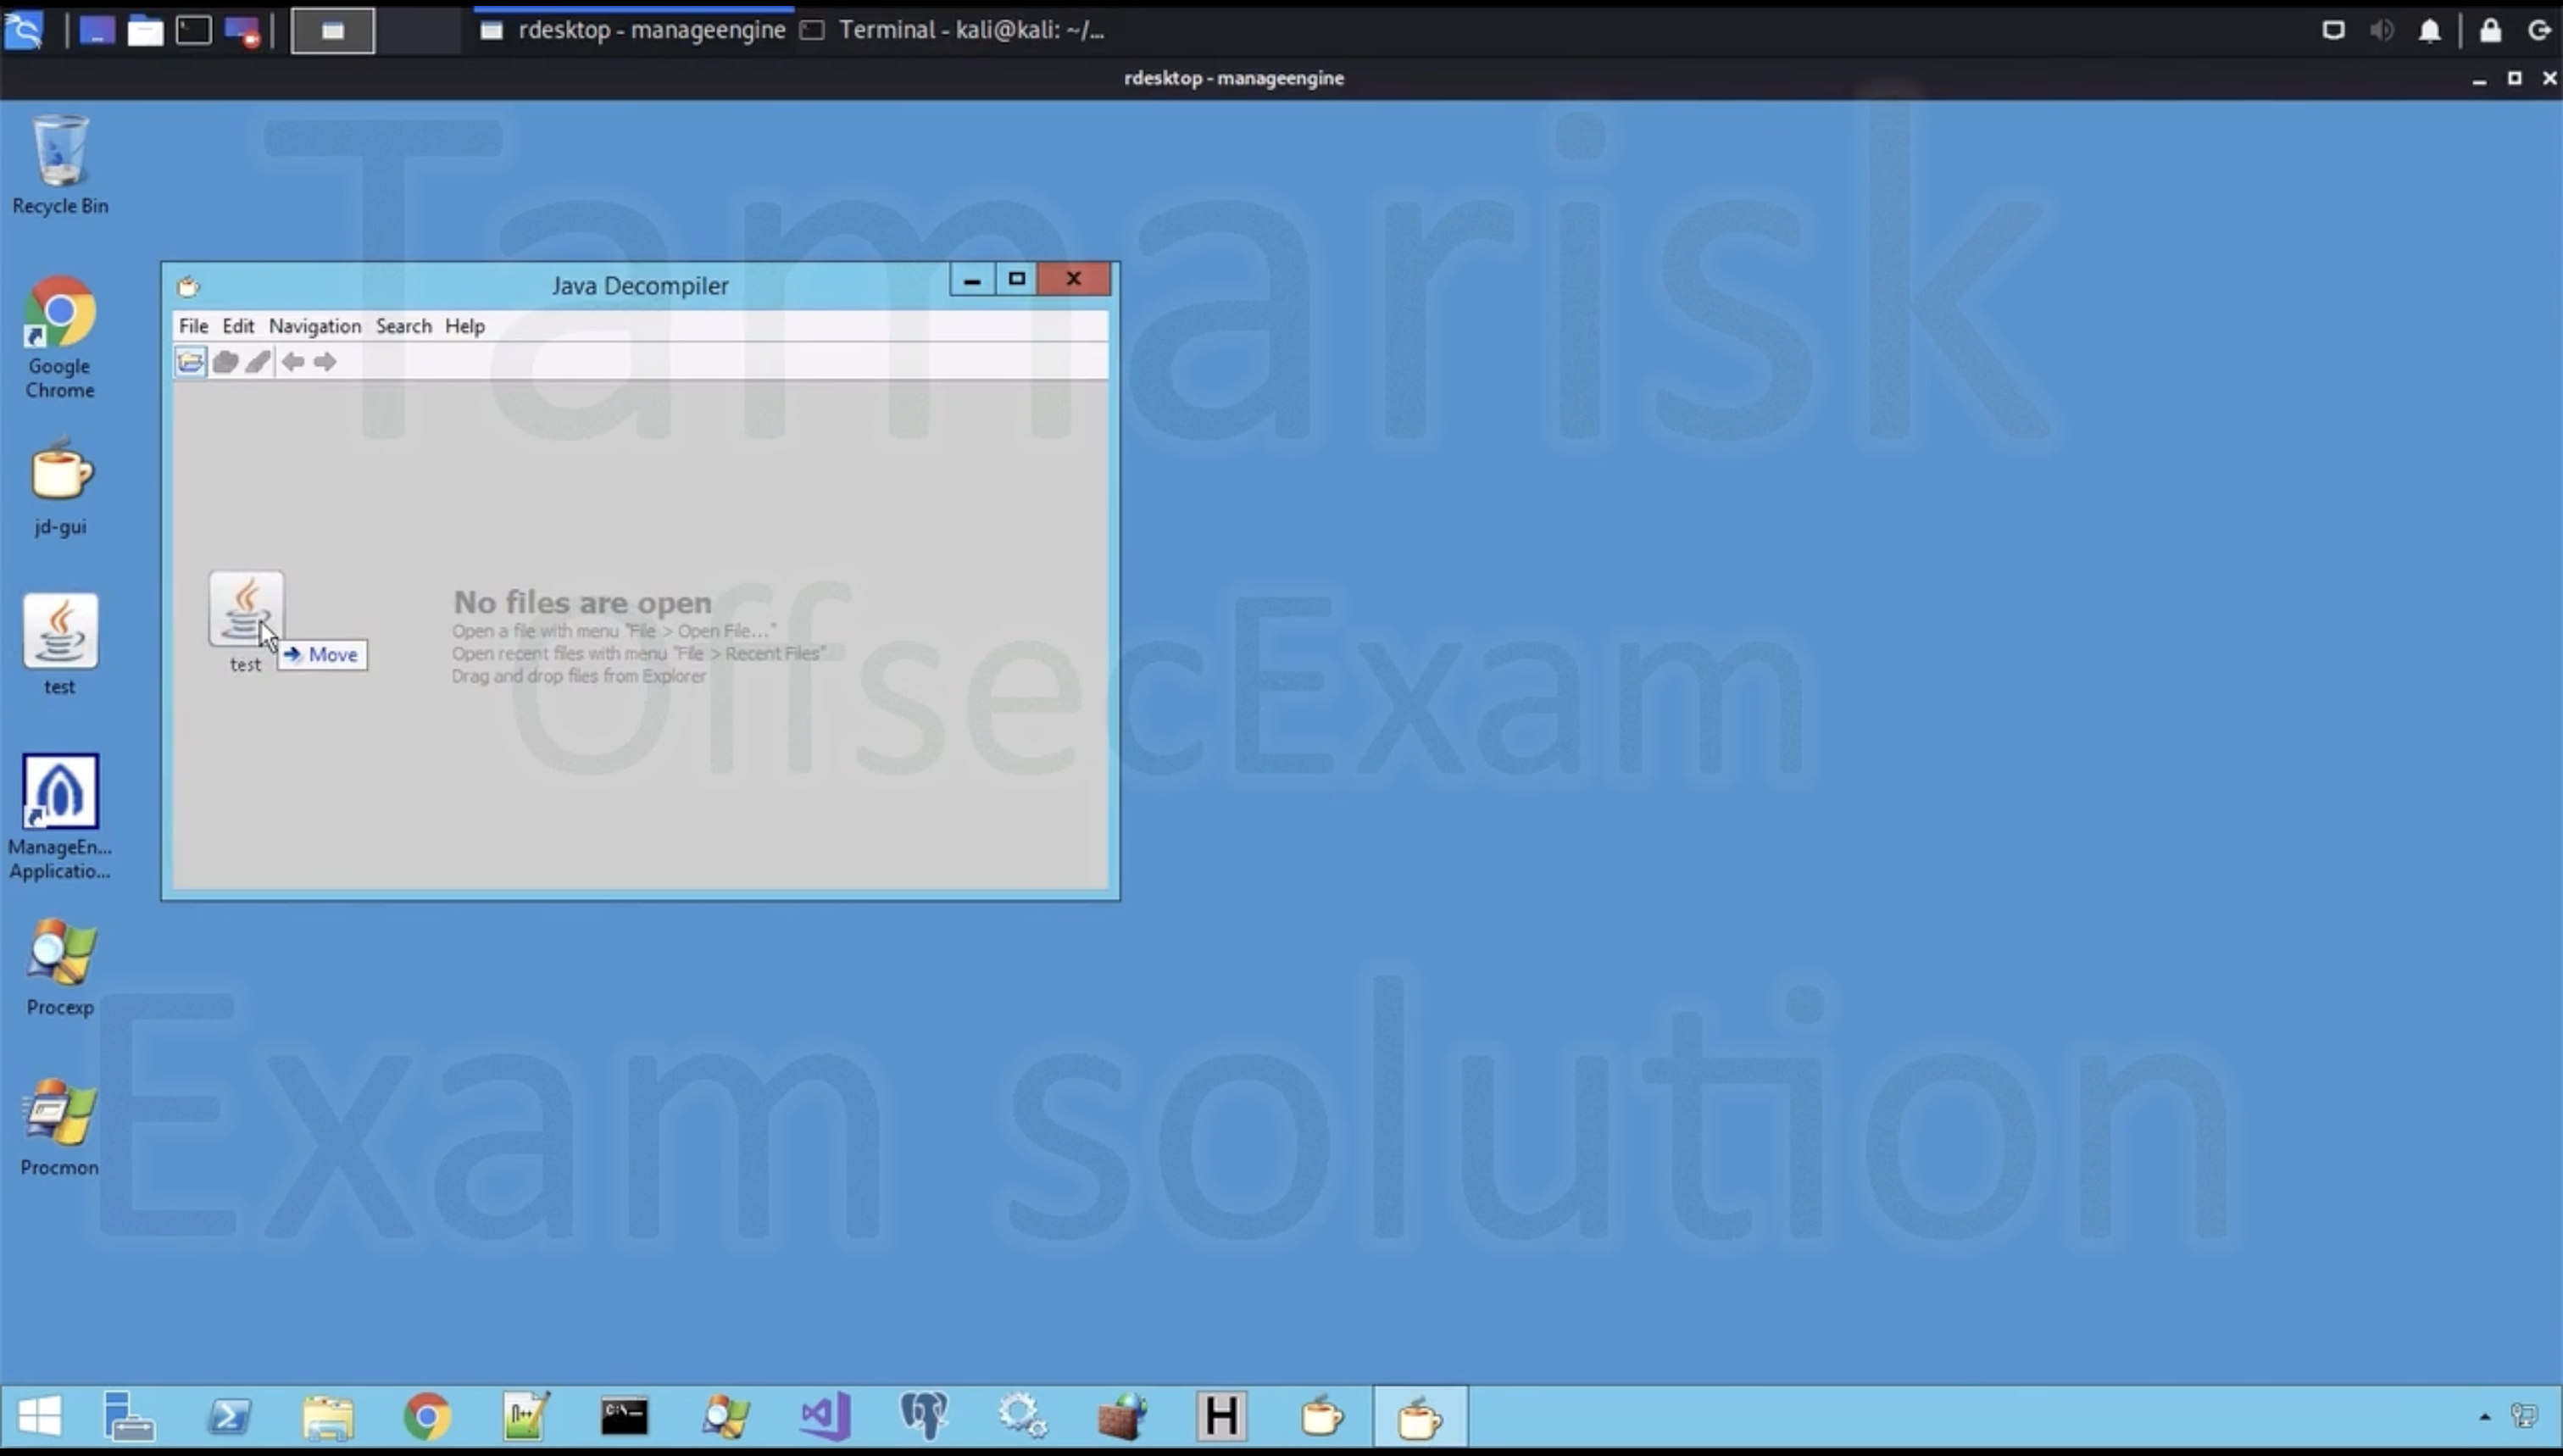 rdesktop - manageengine
Terminal - kali@kali: ~/...
rdesktop - manageengine
Tamarisk
OffsecExam
Exam solution
Recycle Bin
Google
Chrome
jd-gui
test
ManageEn...
Applicatio...
Procexp
Procmon
Java Decompiler
File Edit Navigation Search Help
No files are open
Open a file with menu "File > Open File..."
Open recent files with menu "File > Recent Files"
Drag and drop files from Explorer
test
Move